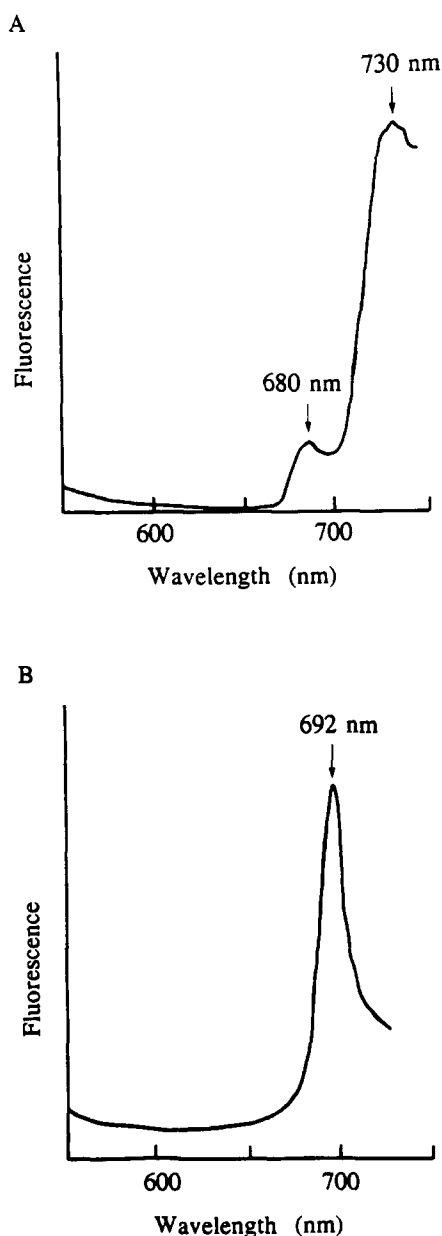 A
730 nm
680 nm
Fluorescence
600
700
Wavelength (nm)
B
692 nm
Fluorescence
600
700
Wavelength (nm)